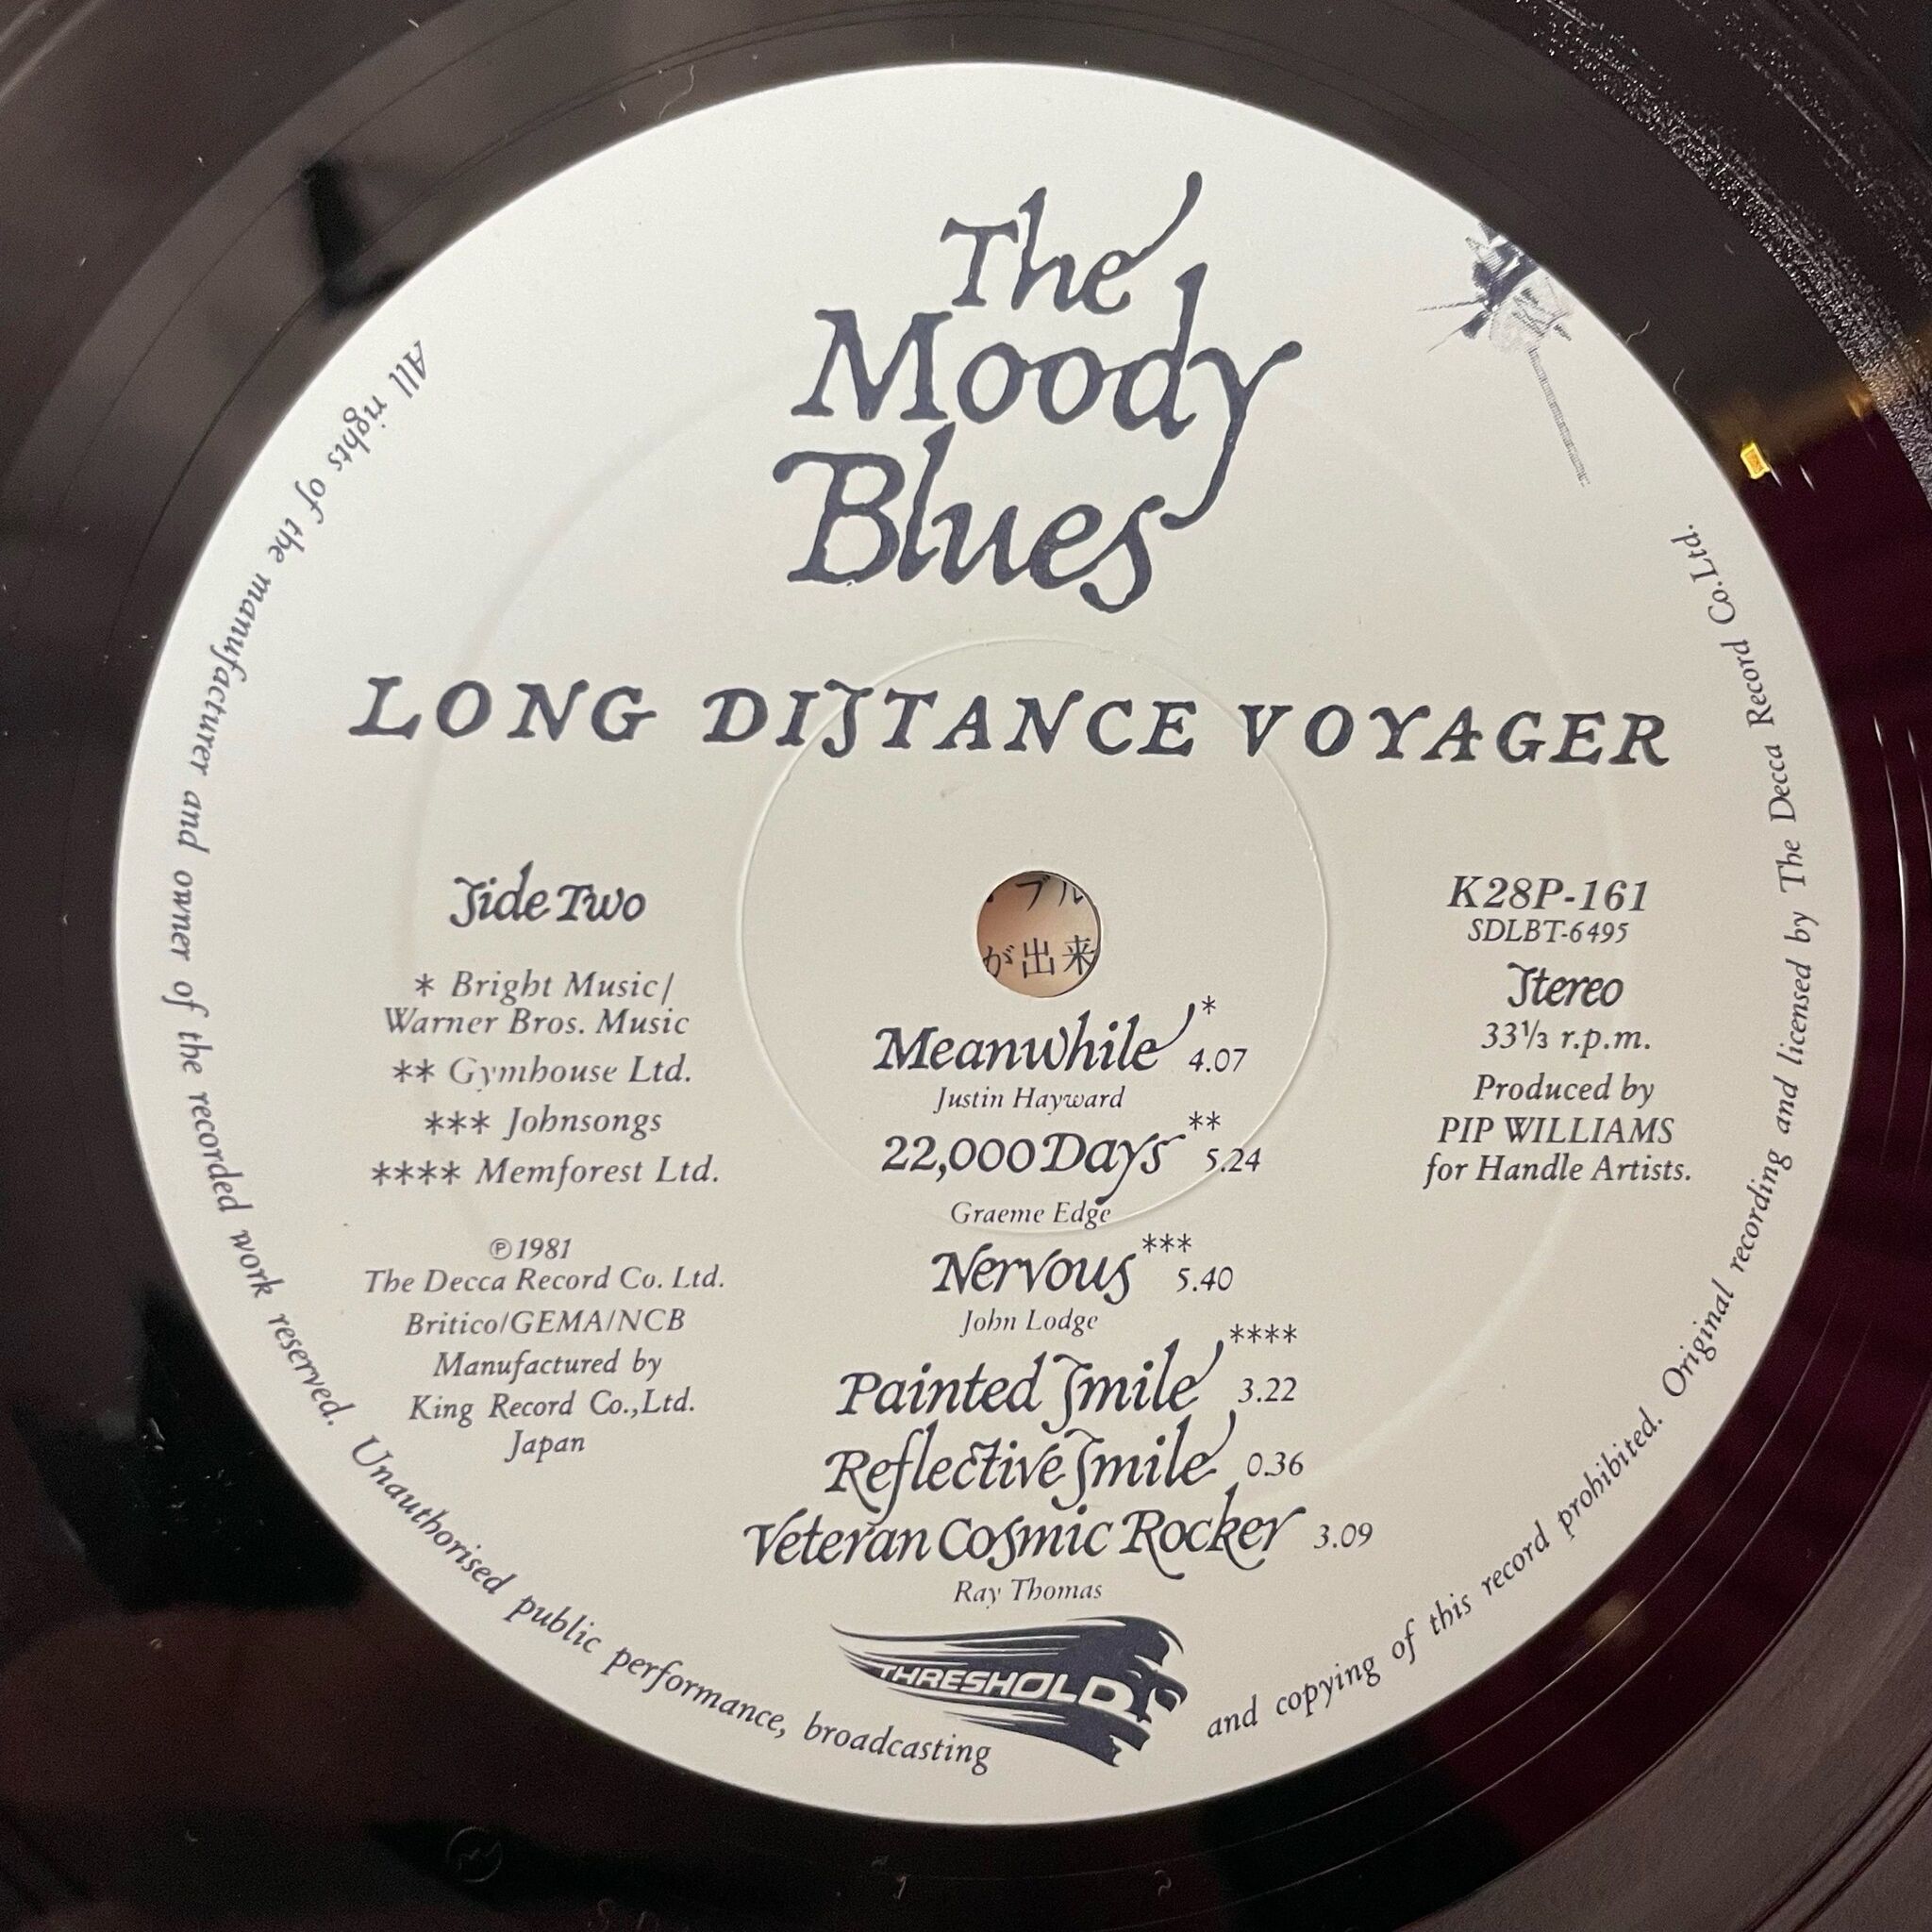 The
Moody
Blues
LONG DISTANCE VOYAGER
Side Two
* Bright Music/
Warner Bros. Music
** Gymhouse Ltd.
*** Johnsongs
**** Memforest Ltd.
℗1981
The Decca Record Co. Ltd.
Britico/GEMA/NCB
Manufactured by
King Record Co.,Ltd.
Japan
ブル
が出来
Meanwhile * 4.07
Justin Hayward
22,000 Days ** 5.24
Graeme Edge
Nervous *** 5.40
John Lodge
Painted Smile **** 3.22
Reflective Smile 0.36
Veteran Cosmic Rocker 3.09
Ray Thomas
THRESHOLD
K28P-161
SDLBT-6495
Stereo
33⅓ r.p.m.
Produced by
PIP WILLIAMS
for Handle Artists.
All rights of the manufacturer and owner of the recorded work reserved. Unauthorised public performance, broadcasting and copying of this record prohibited. Original recording and licensed by The Decca Record Co. Ltd.